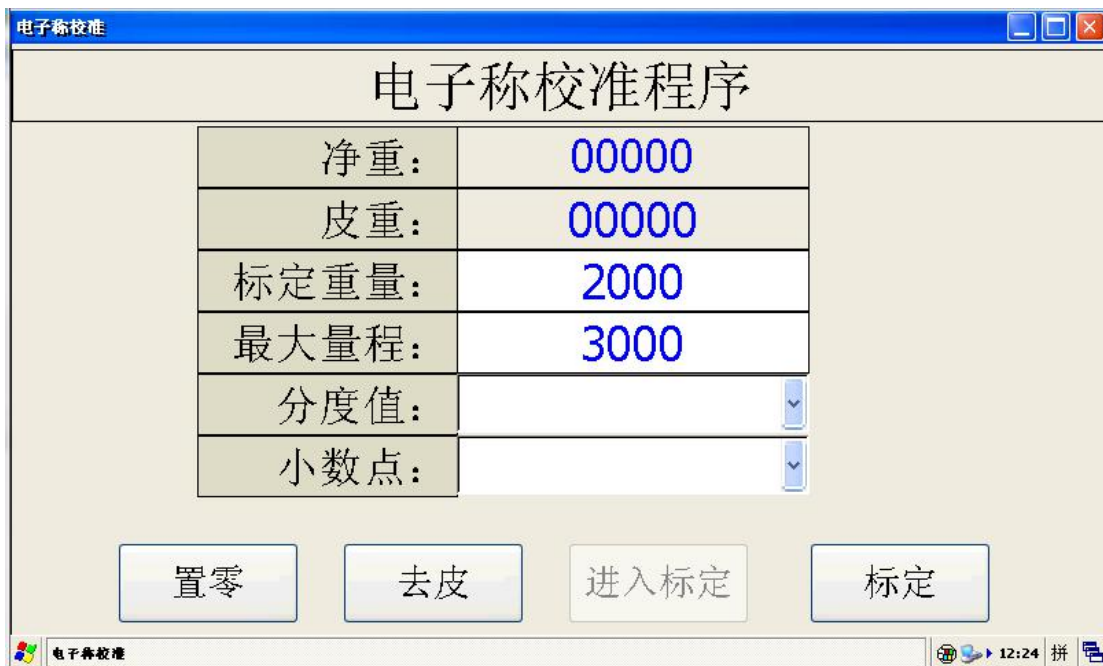 电子称校准
电子称校准程序
净重： 00000
皮重： 00000
标定重量： 2000
最大量程： 3000
分度值：
小数点：
置零 去皮 进入标定 标定
电子称校准 12:24 拼